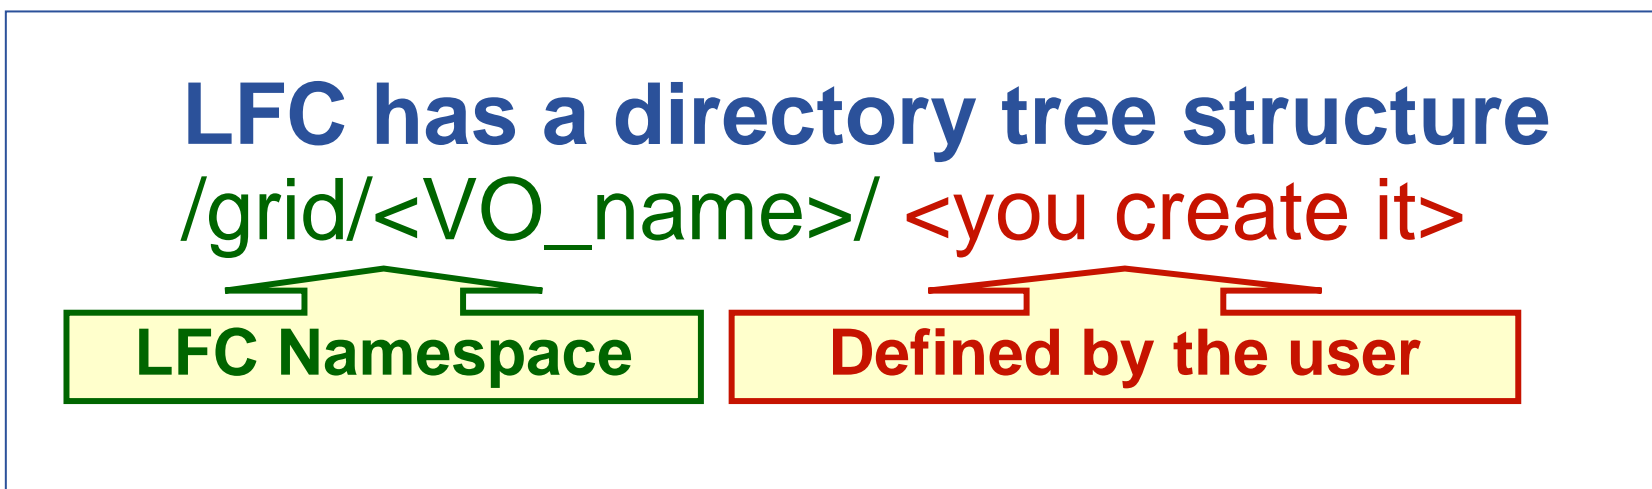 LFC has a directory tree structure
/grid/<VO_name>/ <you create it>
LFC Namespace
Defined by the user